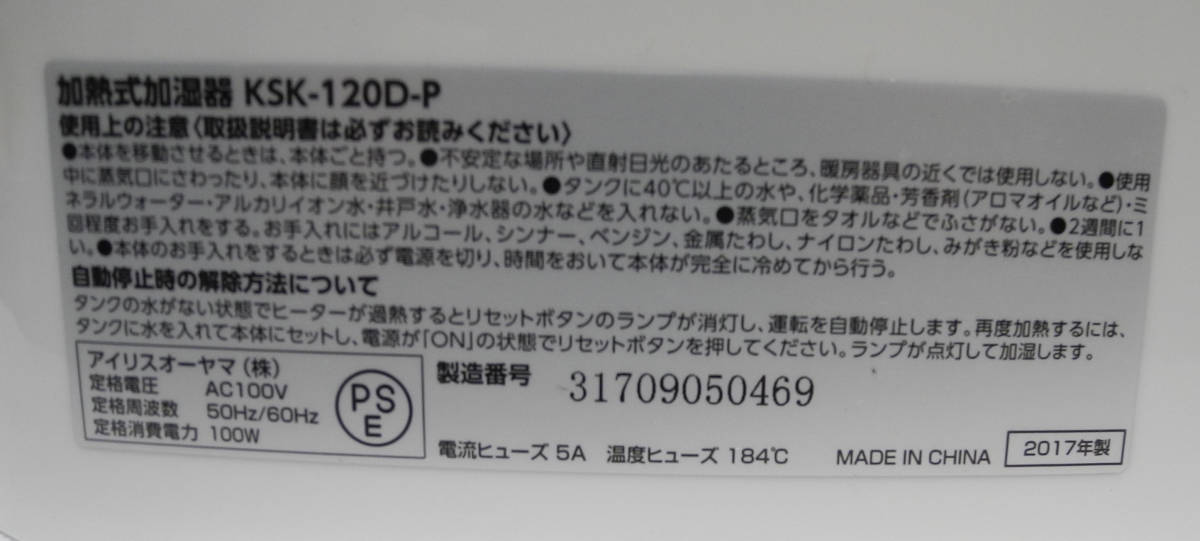 加熱式加湿器 KSK-120D-P
使用上の注意〈取扱説明書は必ずお読みください〉
●本体を移動させるときは、本体ごと持つ。●不安定な場所や直射日光のあたるところ、暖房器具の近くでは使用しない。●使用
中に蒸気口にさわったり、本体に顔を近づけたりしない。●タンクに40℃以上の水や、化学薬品・芳香剤(アロマオイルなど)・ミ
ネラルウォーター・アルカリイオン水・井戸水・浄水器の水などを入れない。●蒸気口をタオルなどでふさがない。●2週間に1
回程度お手入れをする。お手入れにはアルコール、シンナー、ベンジン、金属たわし、ナイロンたわし、みがき粉などを使用しな
い。●本体のお手入れをするときは必ず電源を切り、時間をおいて本体が完全に冷めてから行う。
自動停止時の解除方法について
タンクの水がない状態でヒーターが過熱するとリセットボタンのランプが消灯し、運転を自動停止します。再度加熱するには、
タンクに水を入れて本体にセットし、電源が「ON」の状態でリセットボタンを押してください。ランプが点灯して加湿します。
アイリスオーヤマ(株)
定格電圧 AC100V
定格周波数 50Hz/60Hz
定格消費電力 100W
PS
E
製造番号 31709050469
電流ヒューズ 5A 温度ヒューズ 184℃ MADE IN CHINA 2017年製